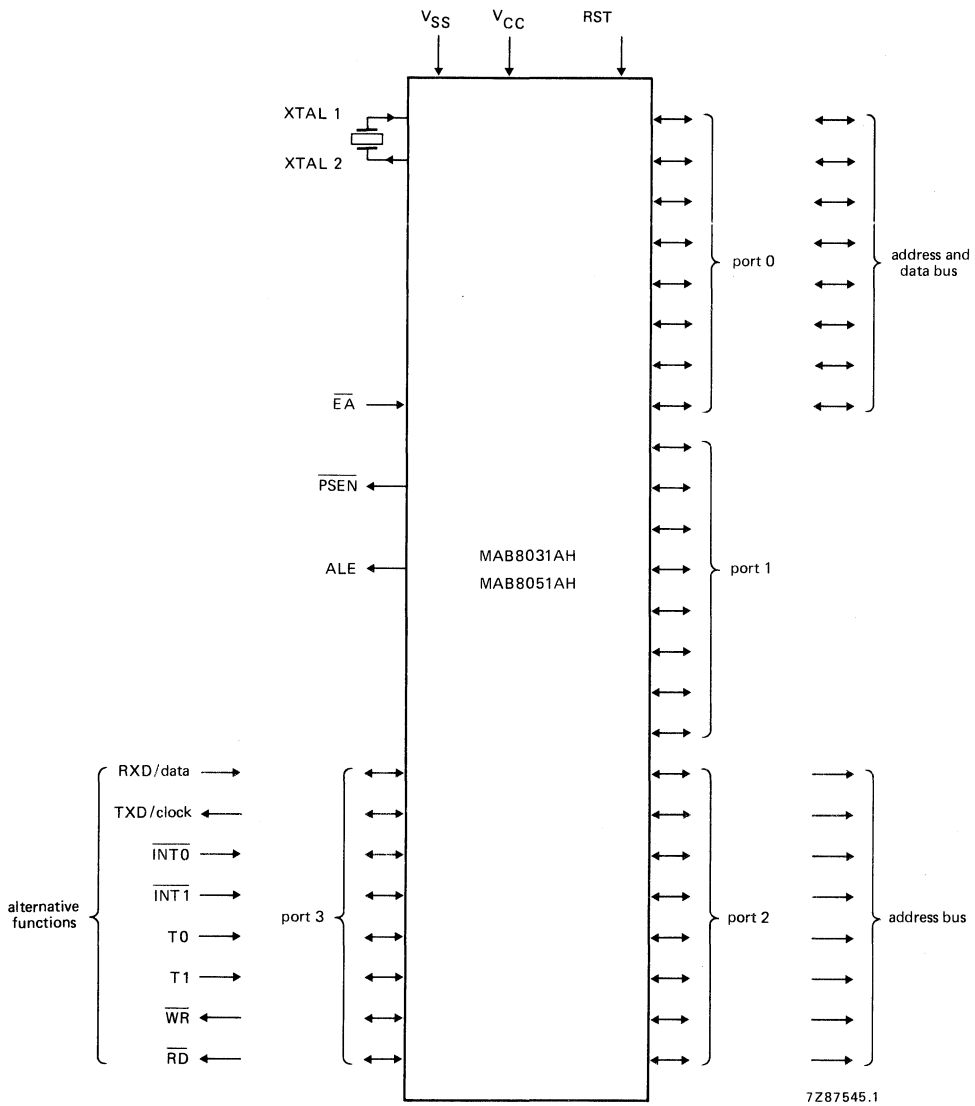 VSS VCC RST
XTAL 1
XTAL 2
port 0
address and
data bus
EA
PSEN
ALE
MAB8031AH
MAB8051AH
port 1
RXD/data
TXD/clock
INT0
INT1
T0
T1
WR
RD
alternative
functions
port 3
port 2
address bus
7Z87545.1